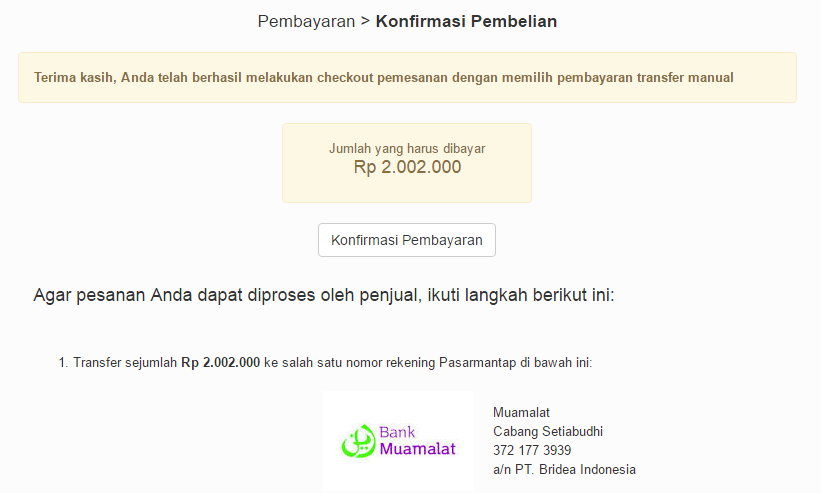 Pembayaran > Konfirmasi Pembelian
Terima kasih, Anda telah berhasil melakukan checkout pemesanan dengan memilih pembayaran transfer manual
Jumlah yang harus dibayar
Rp 2.002.000
Konfirmasi Pembayaran
Agar pesanan Anda dapat diproses oleh penjual, ikuti langkah berikut ini:
1. Transfer sejumlah Rp 2.002.000 ke salah satu nomor rekening Pasarmantap di bawah ini:
Bank
Muamalat
Muamalat
Cabang Setiabudhi
372 177 3939
a/n PT. Bridea Indonesia